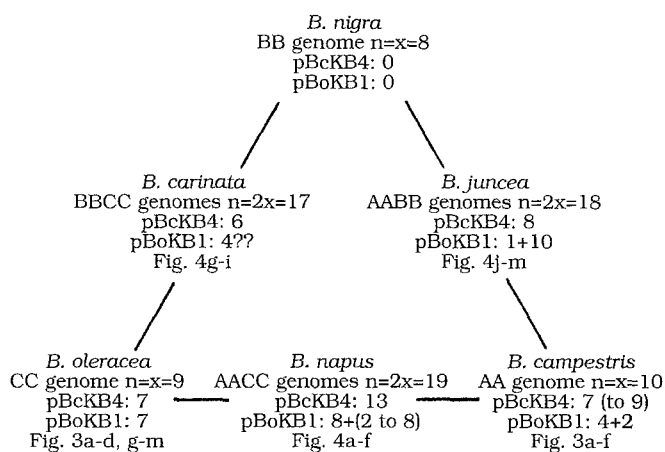 B. nigra
BB genome n=x=8
pBcKB4: 0
pBoKB1: 0
B. carinata
BBCC genomes n=2x=17
pBcKB4: 6
pBoKB1: 4??
Fig. 4g-i
B. juncea
AABB genomes n=2x=18
pBcKB4: 8
pBoKB1: 1+10
Fig. 4j-m
B. oleracea
CC genome n=x=9
pBcKB4: 7
pBoKB1: 7
Fig. 3a-d, g-m
B. napus
AACC genomes n=2x=19
pBcKB4: 13
pBoKB1: 8+(2 to 8)
Fig. 4a-f
B. campestris
AA genome n=x=10
pBcKB4: 7 (to 9)
pBoKB1: 4+2
Fig. 3a-f